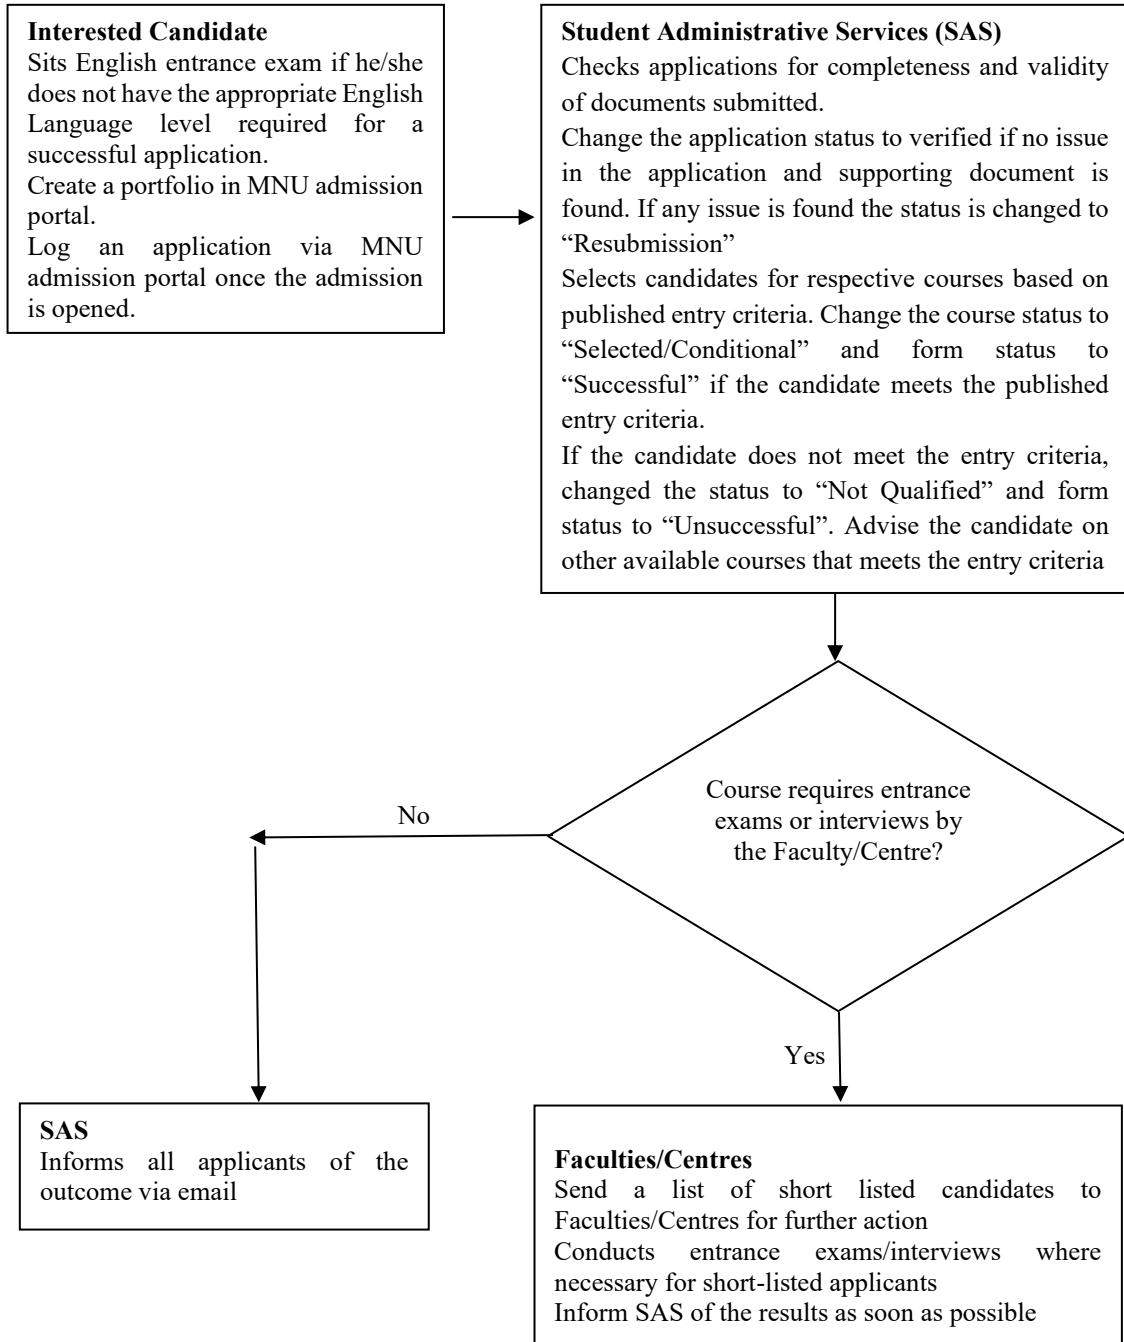 Interested Candidate
Sits English entrance exam if he/she
does not have the appropriate English
Language level required for a
successful application.
Create a portfolio in MNU admission
portal.
Log an application via MNU
admission portal once the admission
is opened.
Student Administrative Services (SAS)
Checks applications for completeness and validity
of documents submitted.
Change the application status to verified if no issue
in the application and supporting document is
found. If any issue is found the status is changed to
“Resubmission”
Selects candidates for respective courses based on
published entry criteria. Change the course status to
“Selected/Conditional” and form status to
“Successful” if the candidate meets the published
entry criteria.
If the candidate does not meet the entry criteria,
changed the status to “Not Qualified” and form
status to “Unsuccessful”. Advise the candidate on
other available courses that meets the entry criteria
Course requires entrance
exams or interviews by
the Faculty/Centre?
No
Yes
SAS
Informs all applicants of the
outcome via email
Faculties/Centres
Send a list of short listed candidates to
Faculties/Centres for further action
Conducts entrance exams/interviews where
necessary for short-listed applicants
Inform SAS of the results as soon as possible